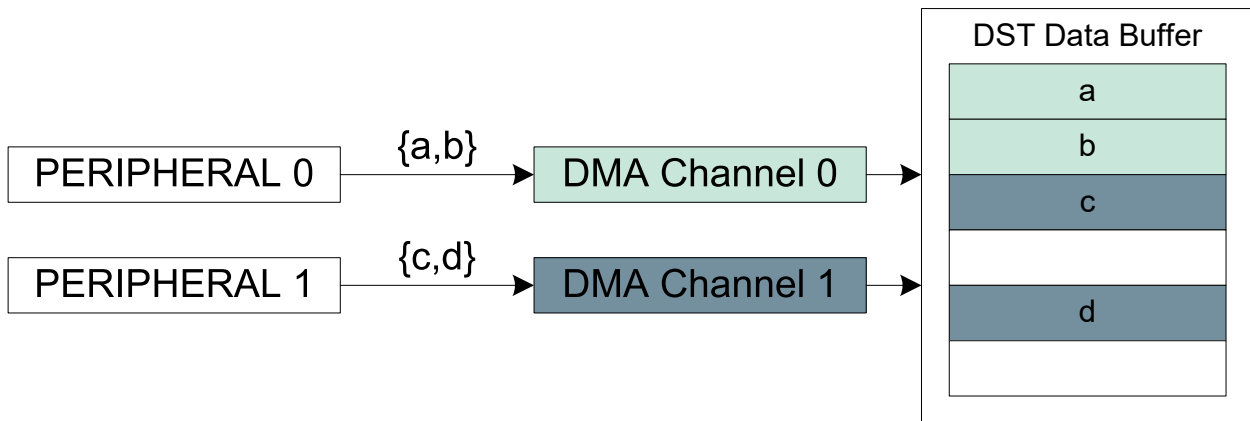 DST Data Buffer
a
b
c
d
PERIPHERAL 0
{a,b}
DMA Channel 0
PERIPHERAL 1
{c,d}
DMA Channel 1